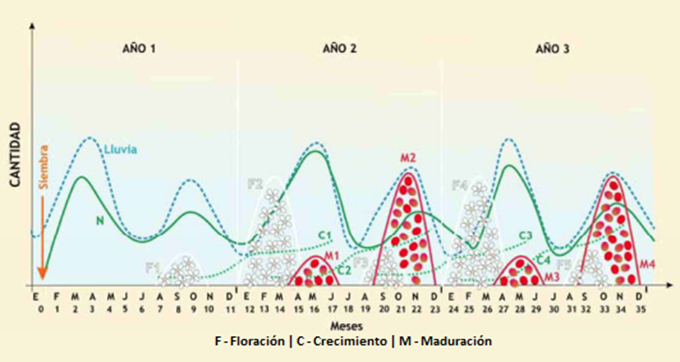 AÑO 1 AÑO 2 AÑO 3
CANTIDAD
Siembra
Lluvia
N
F1
F2
C1
M1
C2
F3
M2
F4
C3
C4
M3
F5
M4
E F M A M J J A S O N D E F M A M J J A S O N D E F M A M J J A S O N D
0 1 2 3 4 5 6 7 8 9 10 11 12 13 14 15 16 17 18 19 20 21 22 23 24 25 26 27 28 29 30 31 32 33 34 35
Meses
F - Floración | C - Crecimiento | M - Maduración